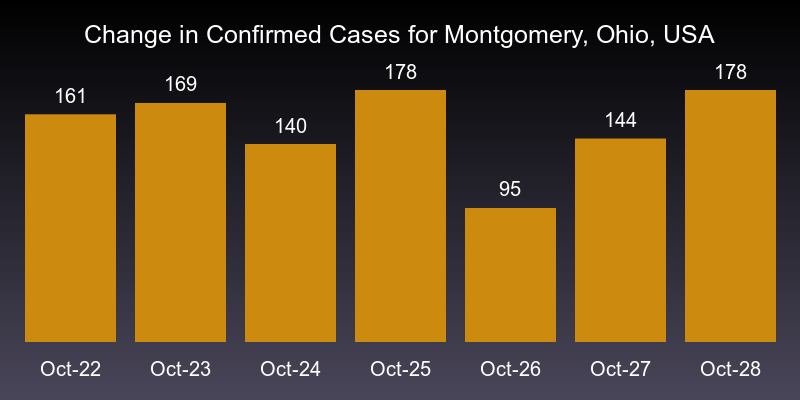 Change in Confirmed Cases for Montgomery, Ohio, USA
161 169 140 178 95 144 178
Oct-22 Oct-23 Oct-24 Oct-25 Oct-26 Oct-27 Oct-28